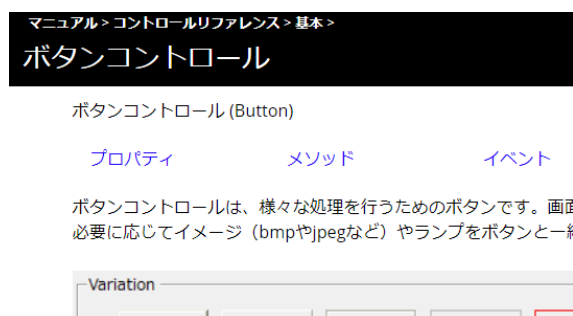 マニュアル > コントロールリファレンス > 基本 >
ボタンコントロール
ボタンコントロール (Button)
プロパティ メソッド イベント
ボタンコントロールは、様々な処理を行うためのボタンです。画面
必要に応じてイメージ（bmpやjpegなど）やランプをボタンと一
Variation